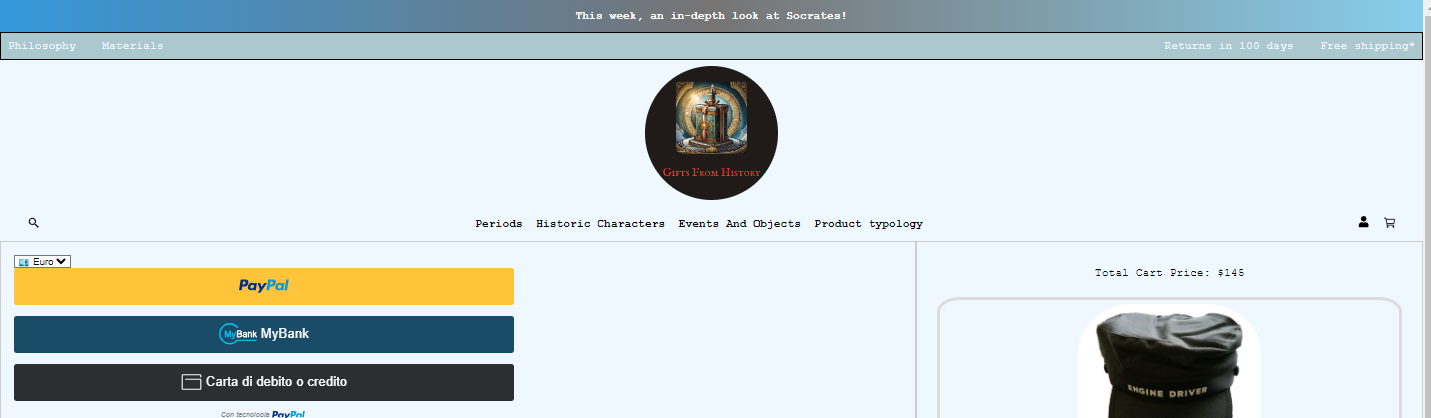 This week, an in-depth look at Socrates!
Philosophy Materials Returns in 100 days Free shipping*
Gifts From History
Periods Historic Characters Events And Objects Product typology
Euro
Total Cart Price: $145
PayPal
MyBank MyBank
Carta di debito o credito
Con tecnologia PayPal
ENGINE DRIVER